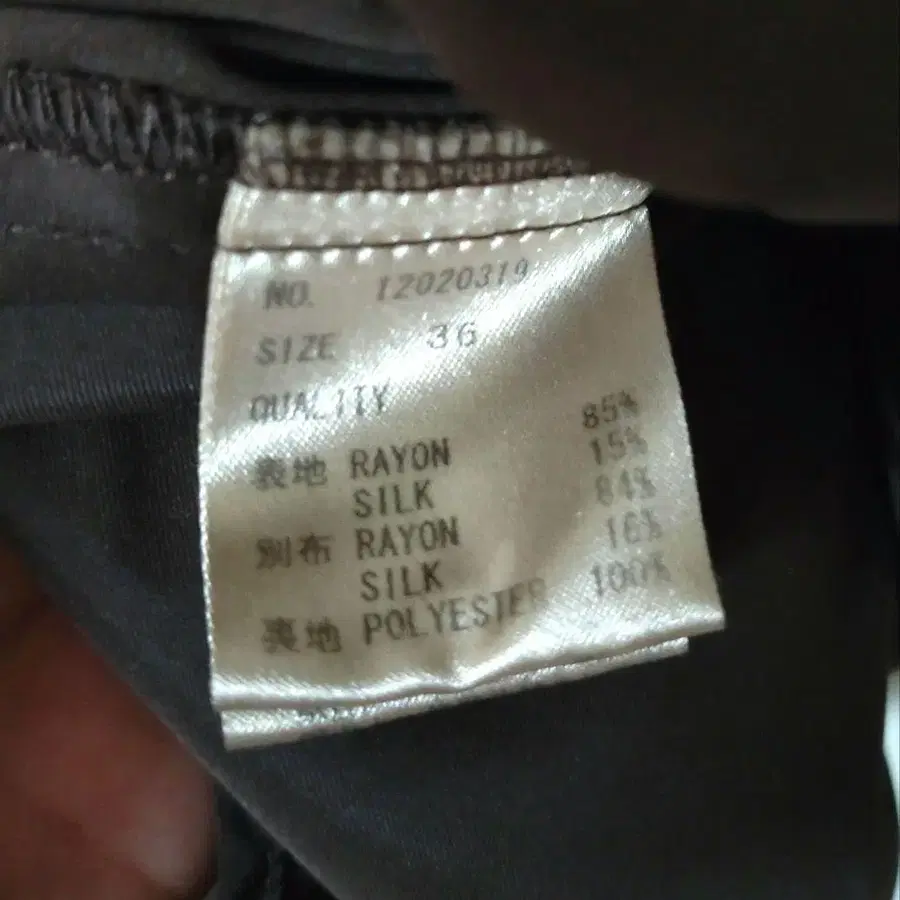 NO. 12020319
SIZE 36
QUALITY
表地 RAYON 85%
SILK 15%
別布 RAYON 84%
SILK 16%
裏地 POLYESTER 100%